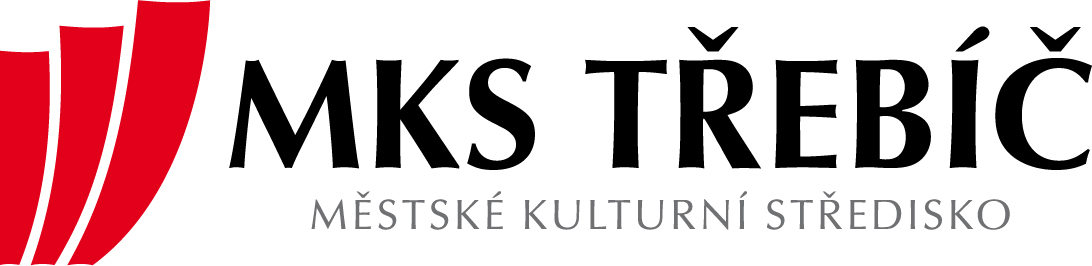 MKS TŘEBÍČ
MĚSTSKÉ KULTURNÍ STŘEDISKO